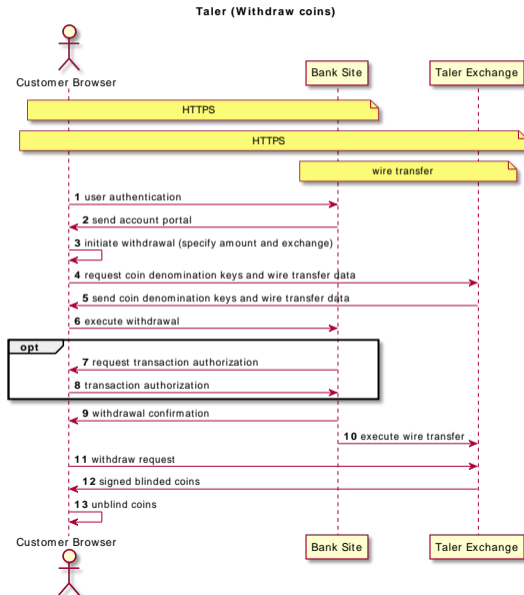 Taler (Withdraw coins)
Customer Browser
Bank Site
Taler Exchange
HTTPS
HTTPS
wire transfer
1 user authentication
2 send account portal
3 initiate withdrawal (specify amount and exchange)
4 request coin denomination keys and wire transfer data
5 send coin denomination keys and wire transfer data
6 execute withdrawal
opt
7 request transaction authorization
8 transaction authorization
9 withdrawal confirmation
10 execute wire transfer
11 withdraw request
12 signed blinded coins
13 unblind coins
Customer Browser
Bank Site
Taler Exchange